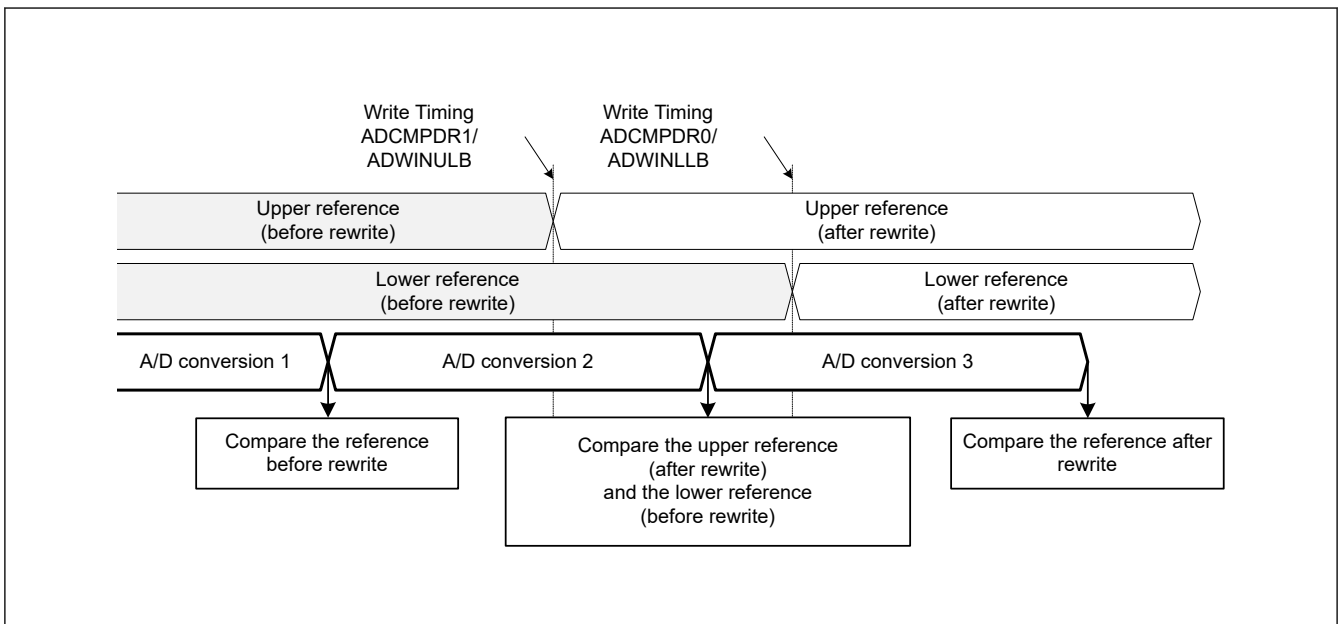 Write Timing
ADCMPDR1/
ADWINULB
Write Timing
ADCMPDR0/
ADWINLLB
Upper reference
(before rewrite)
Upper reference
(after rewrite)
Lower reference
(before rewrite)
Lower reference
(after rewrite)
A/D conversion 1
A/D conversion 2
A/D conversion 3
Compare the reference
before rewrite
Compare the upper reference
(after rewrite)
and the lower reference
(before rewrite)
Compare the reference after
rewrite